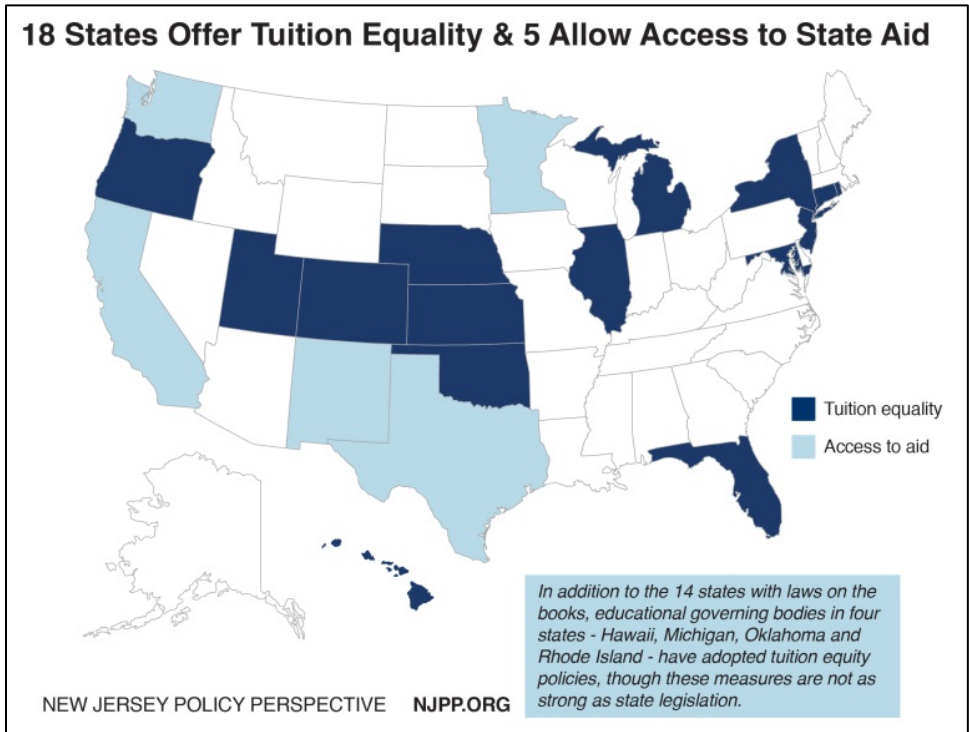 18 States Offer Tuition Equality & 5 Allow Access to State Aid
Tuition equality
Access to aid
In addition to the 14 states with laws on the
books, educational governing bodies in four
states - Hawaii, Michigan, Oklahoma and
Rhode Island - have adopted tuition equity
policies, though these measures are not as
strong as state legislation.
NEW JERSEY POLICY PERSPECTIVE NJPP.ORG